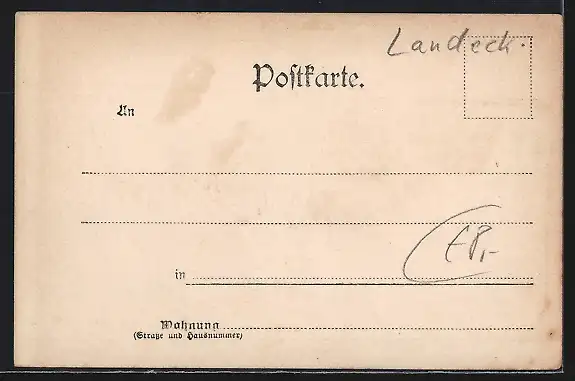 Landeck.
Postkarte.
An
in
Wohnung
(Straße und Hausnummer)